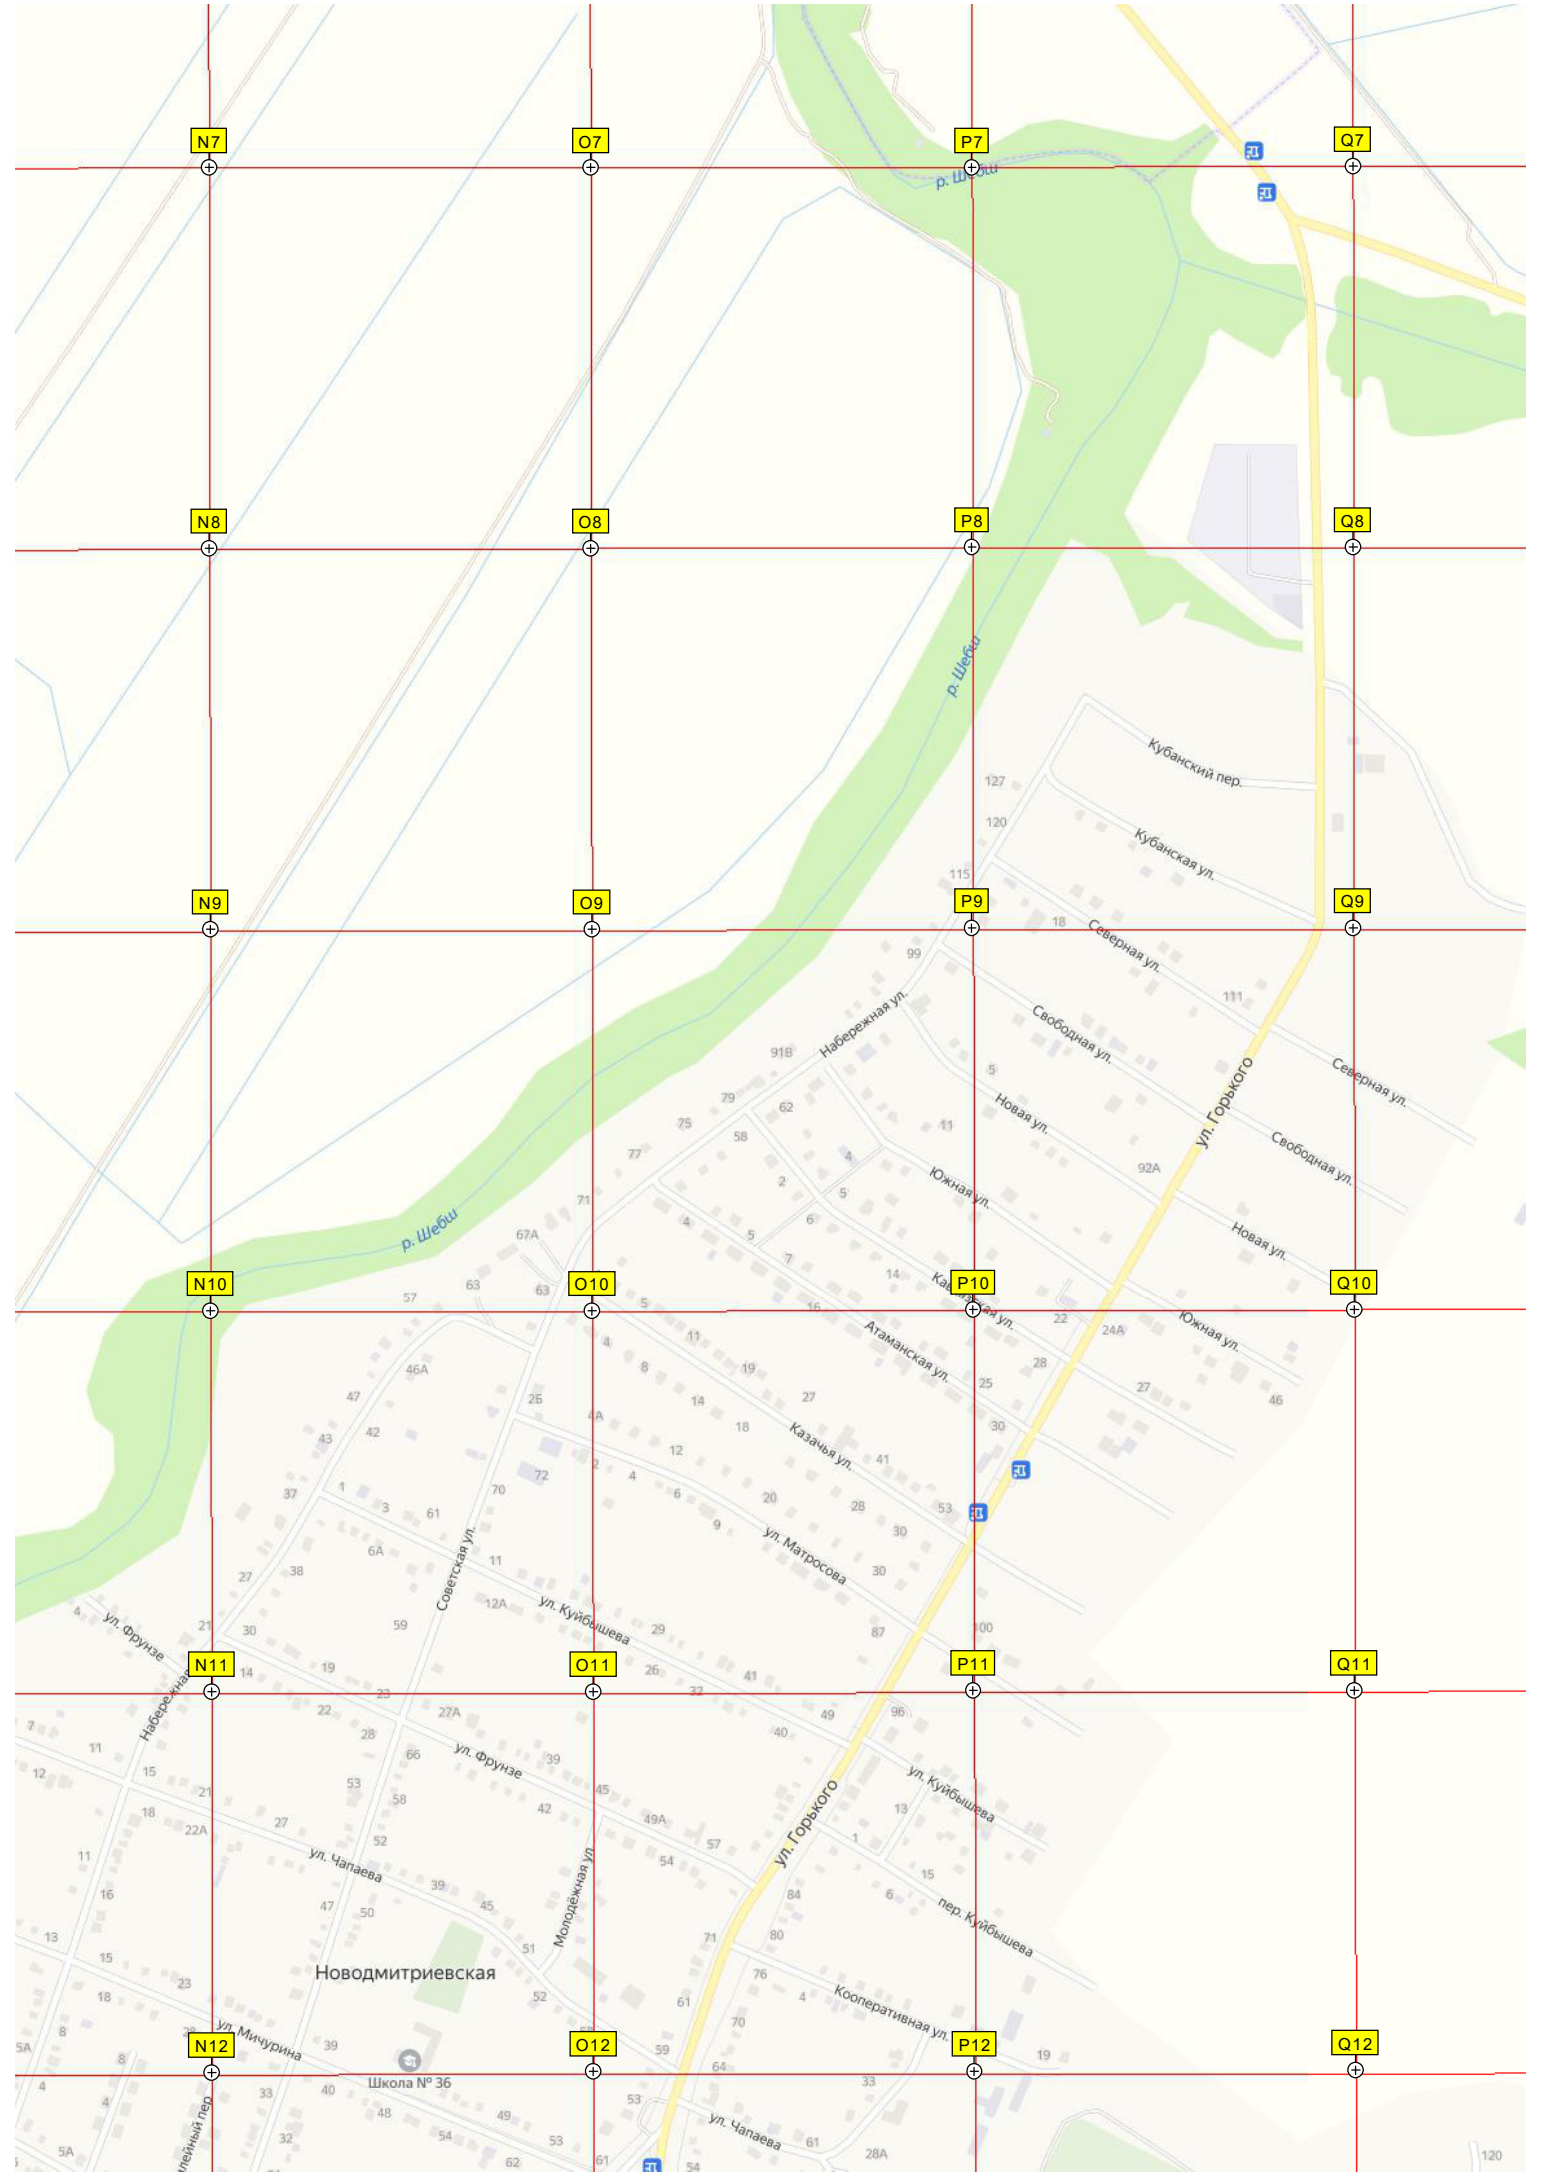 N7
O7
P7
Q7
р. Шебш
N8
O8
P8
Q8
р. Шебш
Кубанский пер.
127
120
Кубанская ул.
115
N9
O9
P9
Q9
18
Северная ул.
99
111
Набережная ул.
Свободная ул.
91В
5
Северная ул.
79
62
Новая ул.
ул. Горького
75
58
11
77
4
92А
Свободная ул.
2
5
Южная ул.
71
4
6
р. Шебш
67А
5
7
Новая ул.
14
63
63
57
N10
O10
Кавказская ул.
P10
Q10
5
16
22
24А
Южная ул.
4
11
Атаманская ул.
46А
8
19
28
47
25
27
46
26
14
27
4А
18
30
43
42
12
Казачья ул.
41
2
4
72
37
1
3
61
70
6
20
28
53
9
30
6А
11
ул. Матросова
38
27
30
Советская ул.
12А
ул. Куйбышева
4
ул. Фрунзе
21
30
59
29
87
100
N11
O11
P11
Q11
14
19
26
41
Набережная
23
32
22
27А
96
7
28
40
49
11
66
ул. Фрунзе
39
12
15
53
45
ул. Куйбышева
21
58
42
13
18
49А
22А
27
52
57
1
ул. Горького
11
ул. Чапаева
54
15
39
16
45
84
6
47
50
Молодёжная ул.
пер. Куйбышева
13
71
80
15
51
Новодмитриевская
76
23
18
52
4
Кооперативная ул.
61
8
ул. Мичурина
70
N12
39
O12
59
P12
Q12
5А
8
64
19
Школа № 36
4
33
40
33
4
48
49
53
ул. Чапаева
32
54
53
61
5А
28А
62
61
54
120